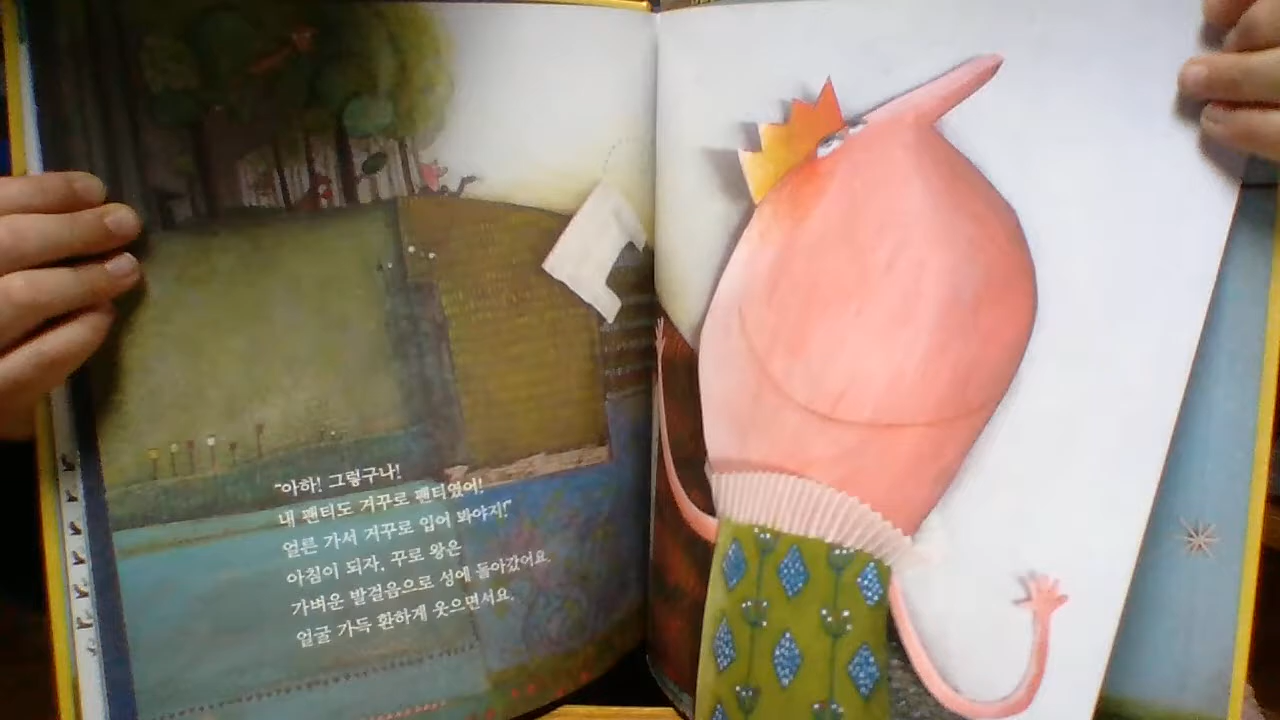 "아하! 그렇구나!
내 팬티도 거꾸로 팬티였어!
얼른 가서 거꾸로 입어 봐야지!"
아침이 되자, 꾸로 왕은
가벼운 발걸음으로 성에 돌아갔어요.
얼굴 가득 환하게 웃으면서요.